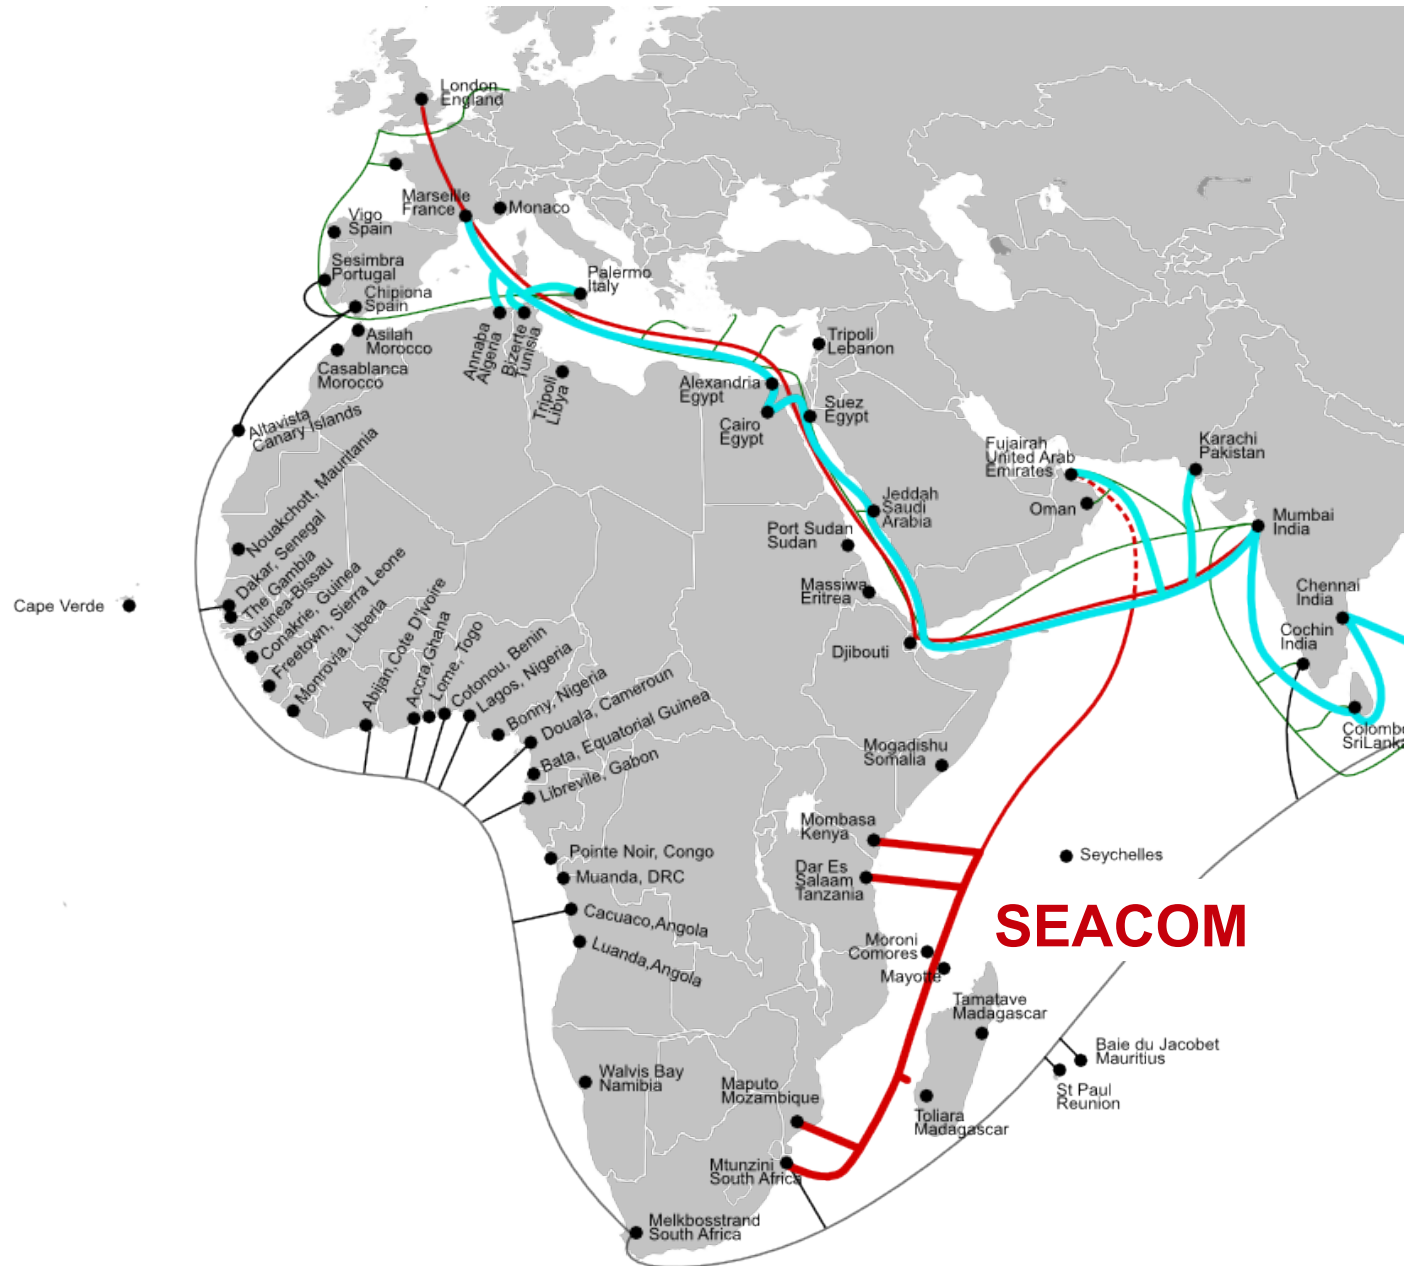 London
England
Marseille
France
Monaco
Vigo
Spain
Sesimbra
Portugal
Chipiona
Spain
Palermo
Italy
Asilah
Morocco
Casablanca
Morocco
Annaba
Algeria
Bizerte
Tunisia
Tripoli
Libya
Tripoli
Lebanon
Alexandria
Egypt
Cairo
Egypt
Suez
Egypt
Altavista
Canary Islands
Fujairah
United Arab
Emirates
Karachi
Pakistan
Oman
Mumbai
India
Jeddah
Saudi
Arabia
Port Sudan
Sudan
Massiwa
Eritrea
Djibouti
Chennai
India
Cochin
India
Colombo
SriLanka
Cape Verde
Nouakchott, Mauritania
Dakar, Senegal
The Gambia
Guinea-Bissau
Conakrie, Guinea
Freetown, Sierra Leone
Monrovia, Liberia
Abijan,Cote D'Ivoire
Accra,Ghana
Lome, Togo
Cotonou, Benin
Lagos, Nigeria
Bonny, Nigeria
Douala, Cameroun
Bata, Equatorial Guinea
Librevile, Gabon
Mogadishu
Somalia
Mombasa
Kenya
Dar Es
Salaam
Tanzania
Seychelles
Pointe Noir, Congo
Muanda, DRC
Cacuaco,Angola
Luanda,Angola
SEACOM
Moroni
Comores
Mayotte
Tamatave
Madagascar
Baie du Jacobet
Mauritius
St Paul
Reunion
Walvis Bay
Namibia
Maputo
Mozambique
Toliara
Madagascar
Mtunzini
South Africa
Melkbosstrand
South Africa